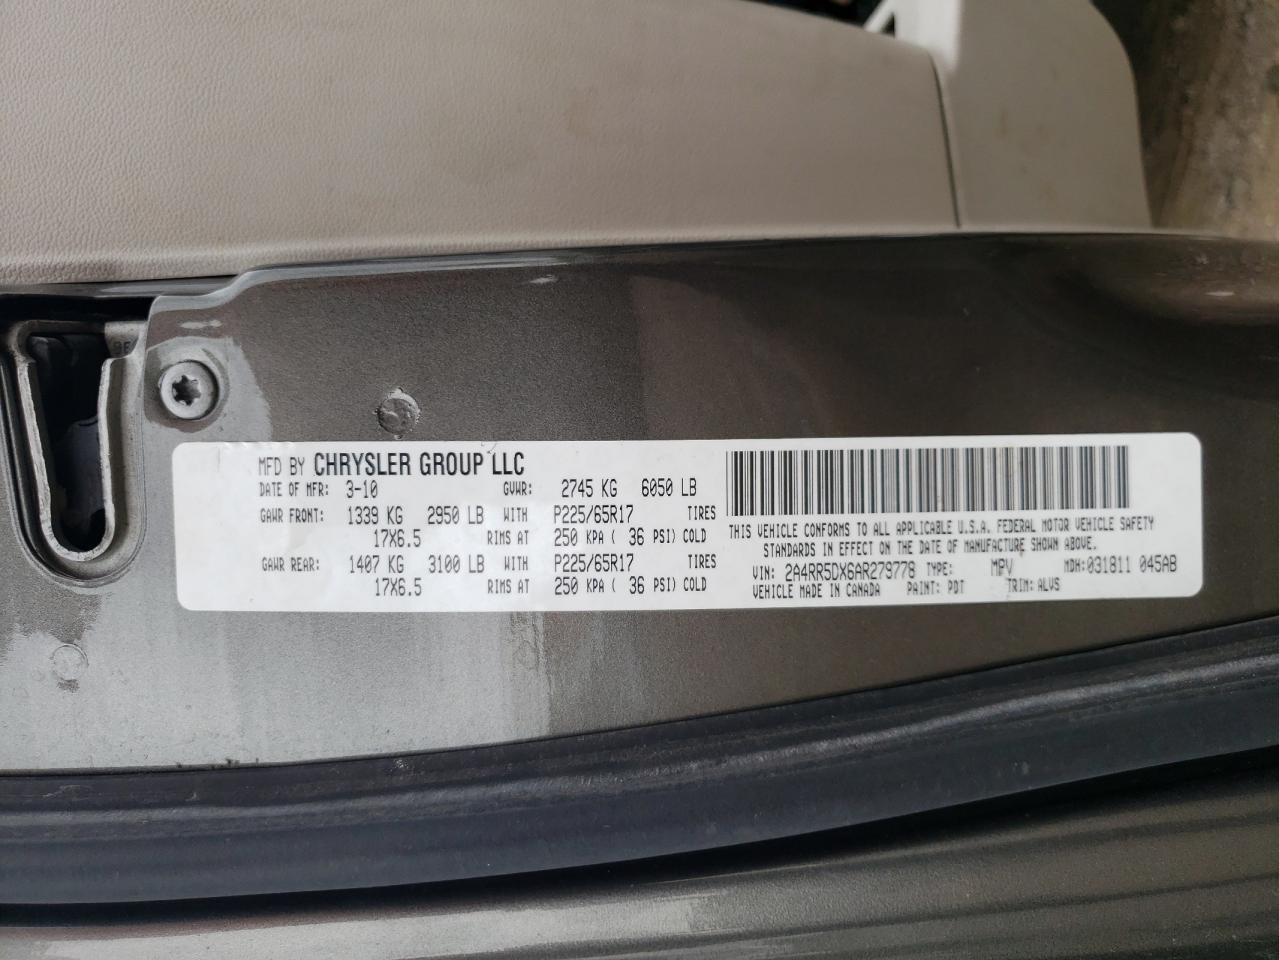 MFD BY CHRYSLER GROUP LLC
DATE OF MFR: 3-10 GVWR: 2745 KG 6050 LB
GAWR FRONT: 1339 KG 2950 LB WITH P225/65R17 TIRES
17X6.5 RIMS AT 250 KPA ( 36 PSI) COLD
GAWR REAR: 1407 KG 3100 LB WITH P225/65R17 TIRES
17X6.5 RIMS AT 250 KPA ( 36 PSI) COLD
THIS VEHICLE CONFORMS TO ALL APPLICABLE U.S.A. FEDERAL MOTOR VEHICLE SAFETY
STANDARDS IN EFFECT ON THE DATE OF MANUFACTURE SHOWN ABOVE.
VIN: 2A4RR5DX6AR279778 TYPE: MPV MDH:031811 045AB
VEHICLE MADE IN CANADA PAINT: PDT TRIM: ALVS